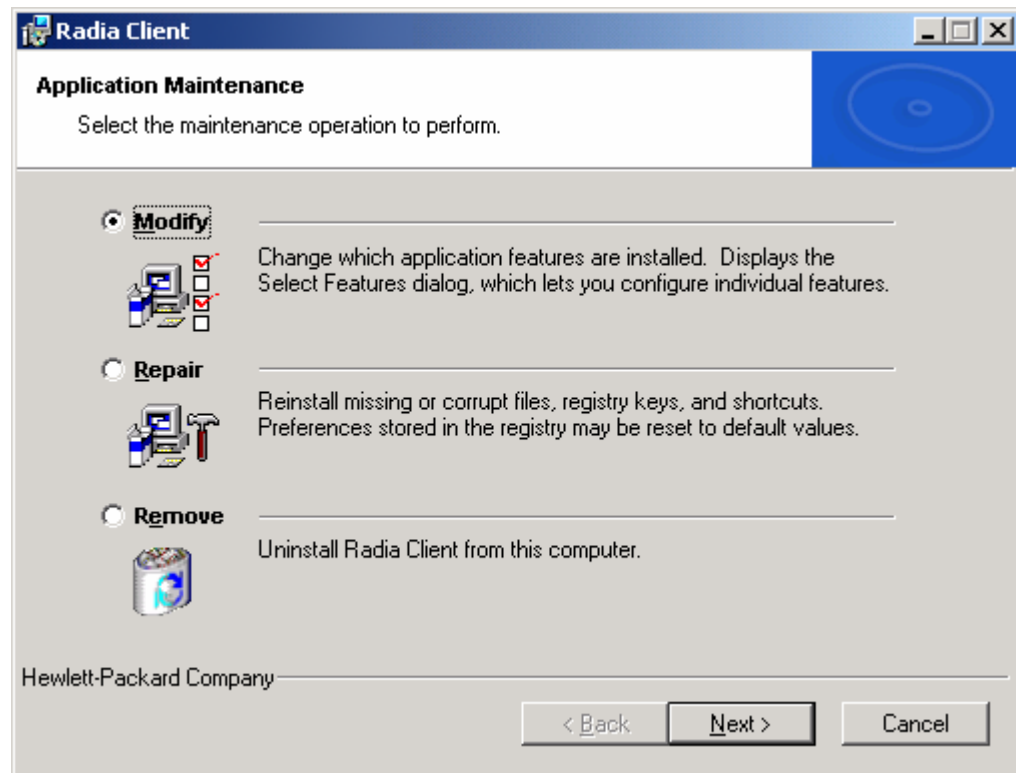 Radia Client
Application Maintenance
Select the maintenance operation to perform.
Modify
Change which application features are installed.  Displays the
Select Features dialog, which lets you configure individual features.
Repair
Reinstall missing or corrupt files, registry keys, and shortcuts.
Preferences stored in the registry may be reset to default values.
Remove
Uninstall Radia Client from this computer.
Hewlett-Packard Company
< Back
Next >
Cancel